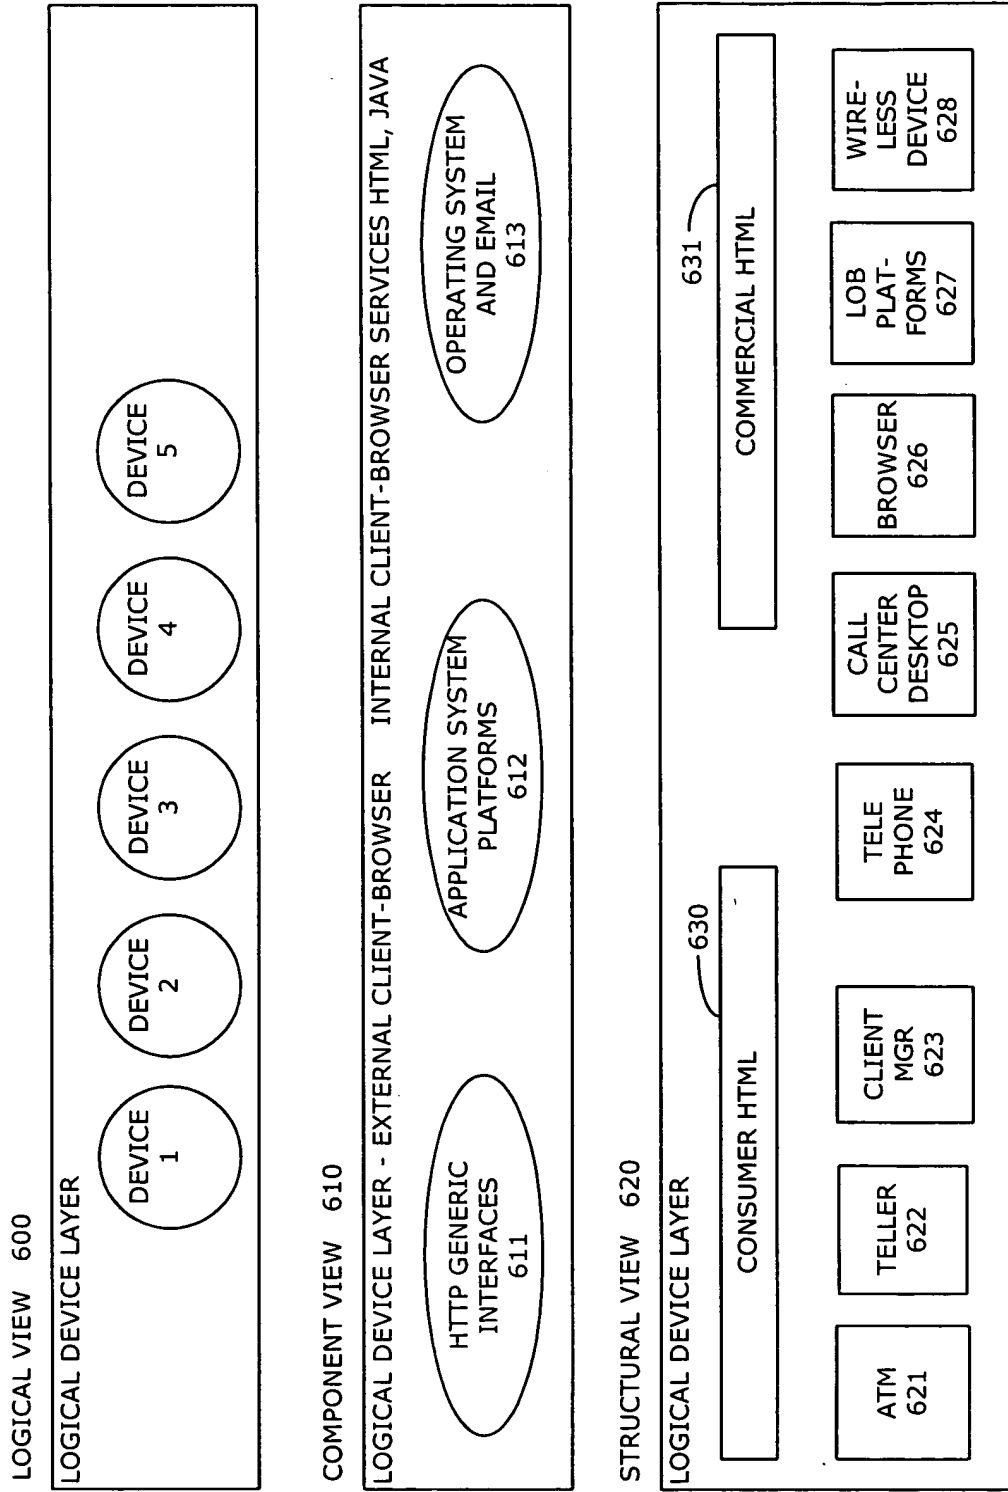 LOGICAL VIEW 600
LOGICAL DEVICE LAYER
DEVICE
1
DEVICE
2
DEVICE
3
DEVICE
4
DEVICE
5
COMPONENT VIEW 610
LOGICAL DEVICE LAYER - EXTERNAL CLIENT-BROWSER INTERNAL CLIENT-BROWSER SERVICES HTML, JAVA
HTTP GENERIC
INTERFACES
611
APPLICATION SYSTEM
PLATFORMS
612
OPERATING SYSTEM
AND EMAIL
613
STRUCTURAL VIEW 620
LOGICAL DEVICE LAYER
630
631
CONSUMER HTML
COMMERCIAL HTML
ATM
621
TELLER
622
CLIENT
MGR
623
TELE
PHONE
624
CALL
CENTER
DESKTOP
625
BROWSER
626
LOB
PLAT-
FORMS
627
WIRE-
LESS
DEVICE
628